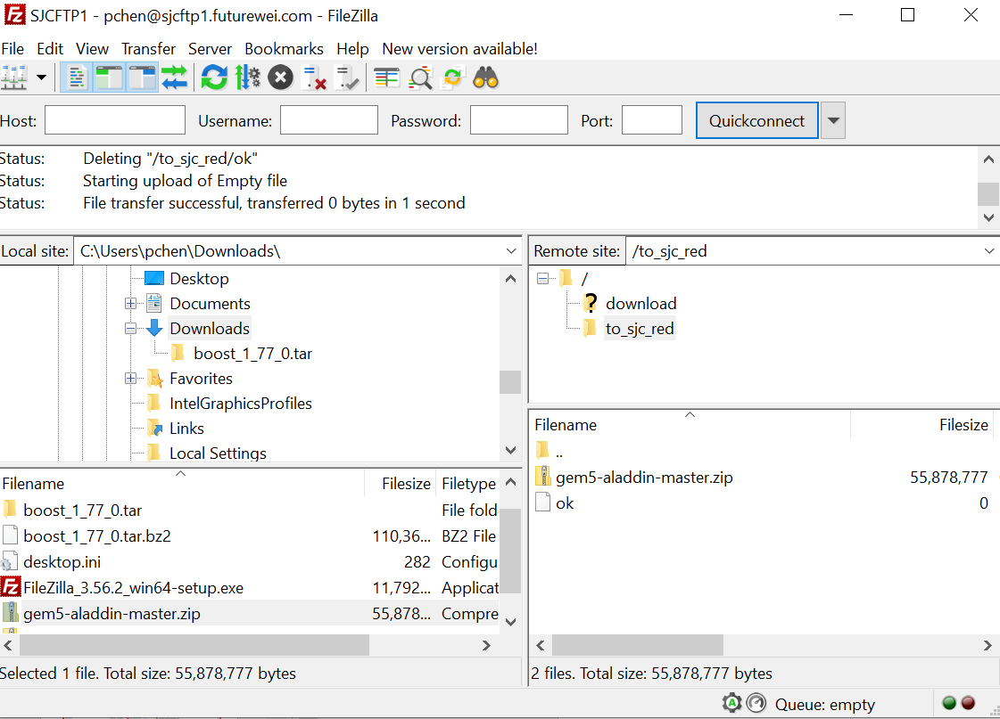 SJCFTP1 - pchen@sjcftp1.futurewei.com - FileZilla
File Edit View Transfer Server Bookmarks Help New version available!
Host: Username: Password: Port: Quickconnect
Status: Deleting "/to_sjc_red/ok"
Status: Starting upload of Empty file
Status: File transfer successful, transferred 0 bytes in 1 second
Local site: C:\Users\pchen\Downloads\
Desktop
Documents
Downloads
boost_1_77_0.tar
Favorites
IntelGraphicsProfiles
Links
Local Settings
Filename Filesize Filetype
boost_1_77_0.tar File fold
boost_1_77_0.tar.bz2 110,36... BZ2 File
desktop.ini 282 Configu
FileZilla_3.56.2_win64-setup.exe 11,792... Applicat
gem5-aladdin-master.zip 55,878... Compre
Selected 1 file. Total size: 55,878,777 bytes
Remote site: /to_sjc_red
/
? download
to_sjc_red
Filename Filesize
..
gem5-aladdin-master.zip 55,878,777
ok 0
2 files. Total size: 55,878,777 bytes
Queue: empty